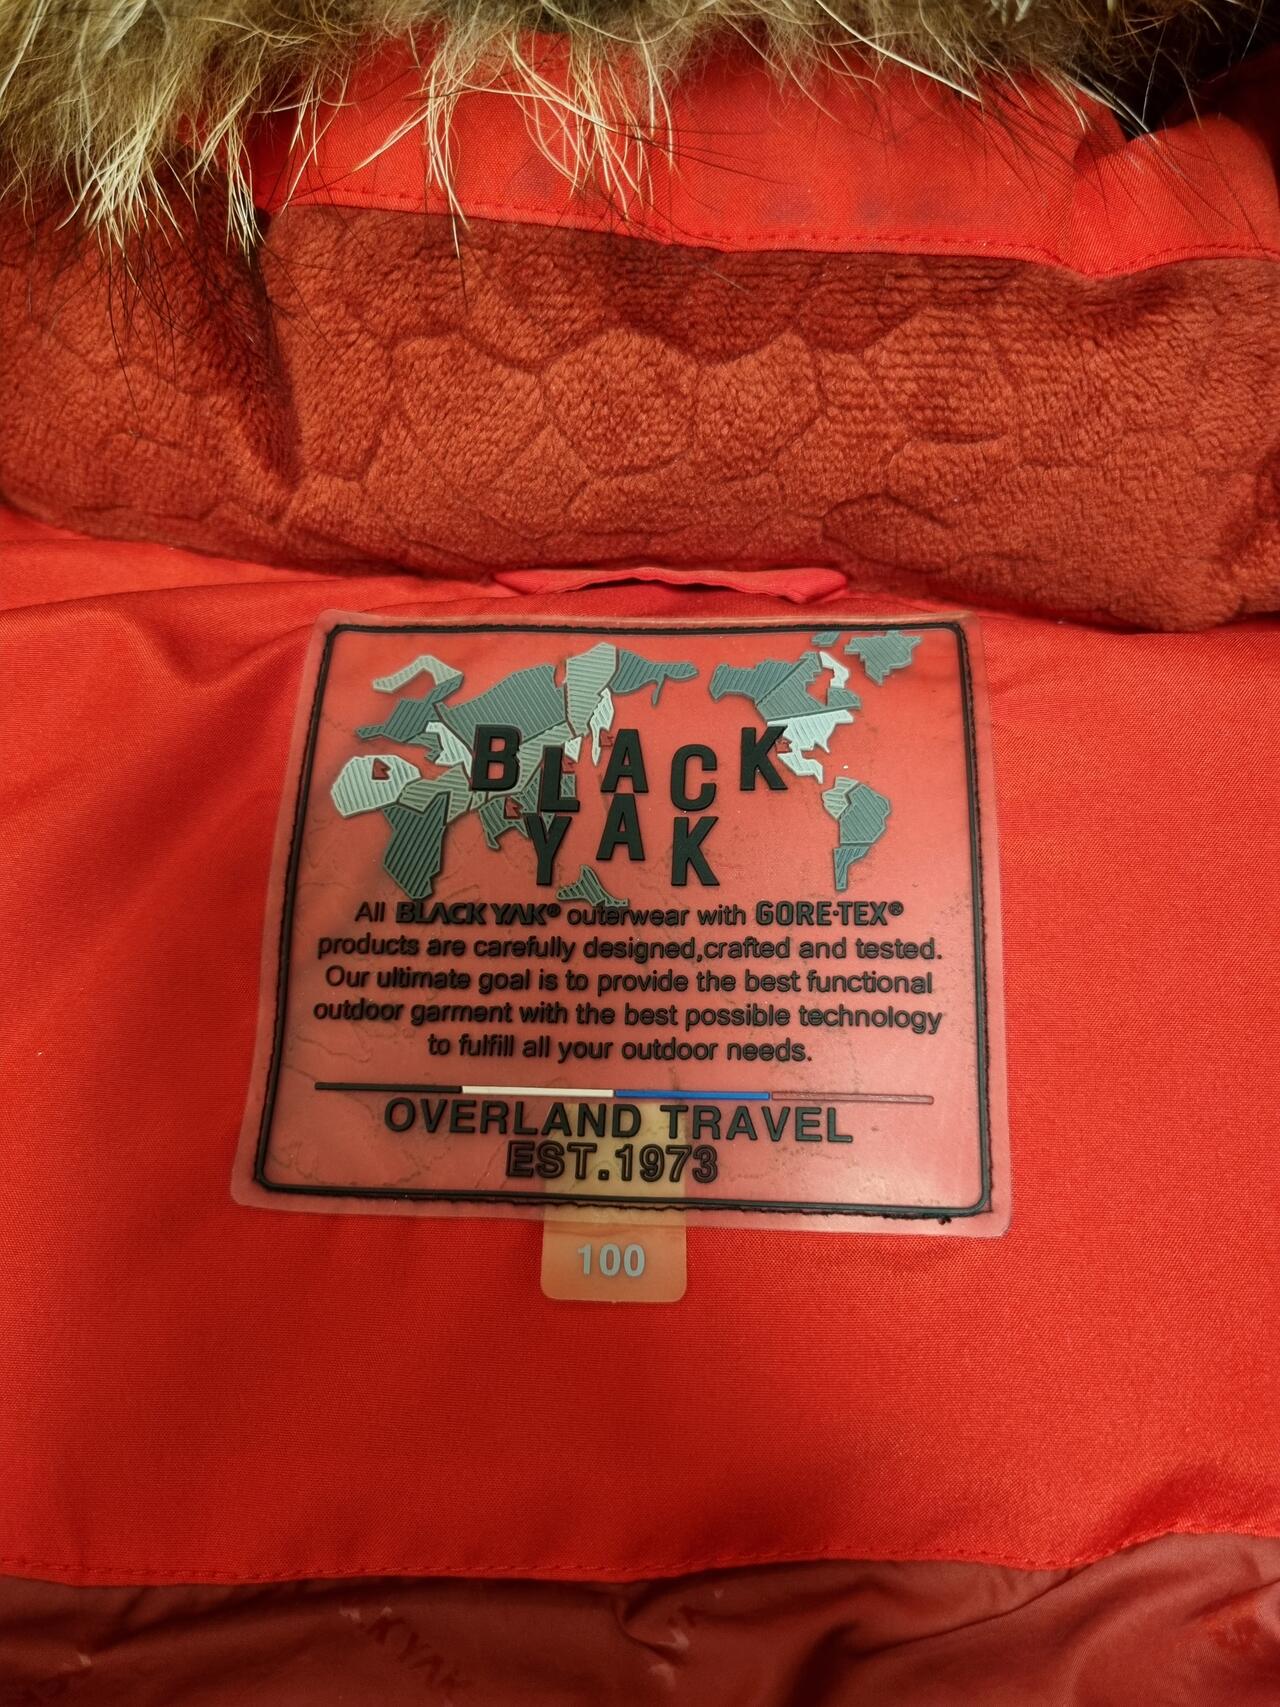 BLACK
YAK
All BLACK YAK® outerwear with GORE-TEX®
products are carefully designed,crafted and tested.
Our ultimate goal is to provide the best functional
outdoor garment with the best possible technology
to fulfill all your outdoor needs.
OVERLAND TRAVEL
EST.1973
100